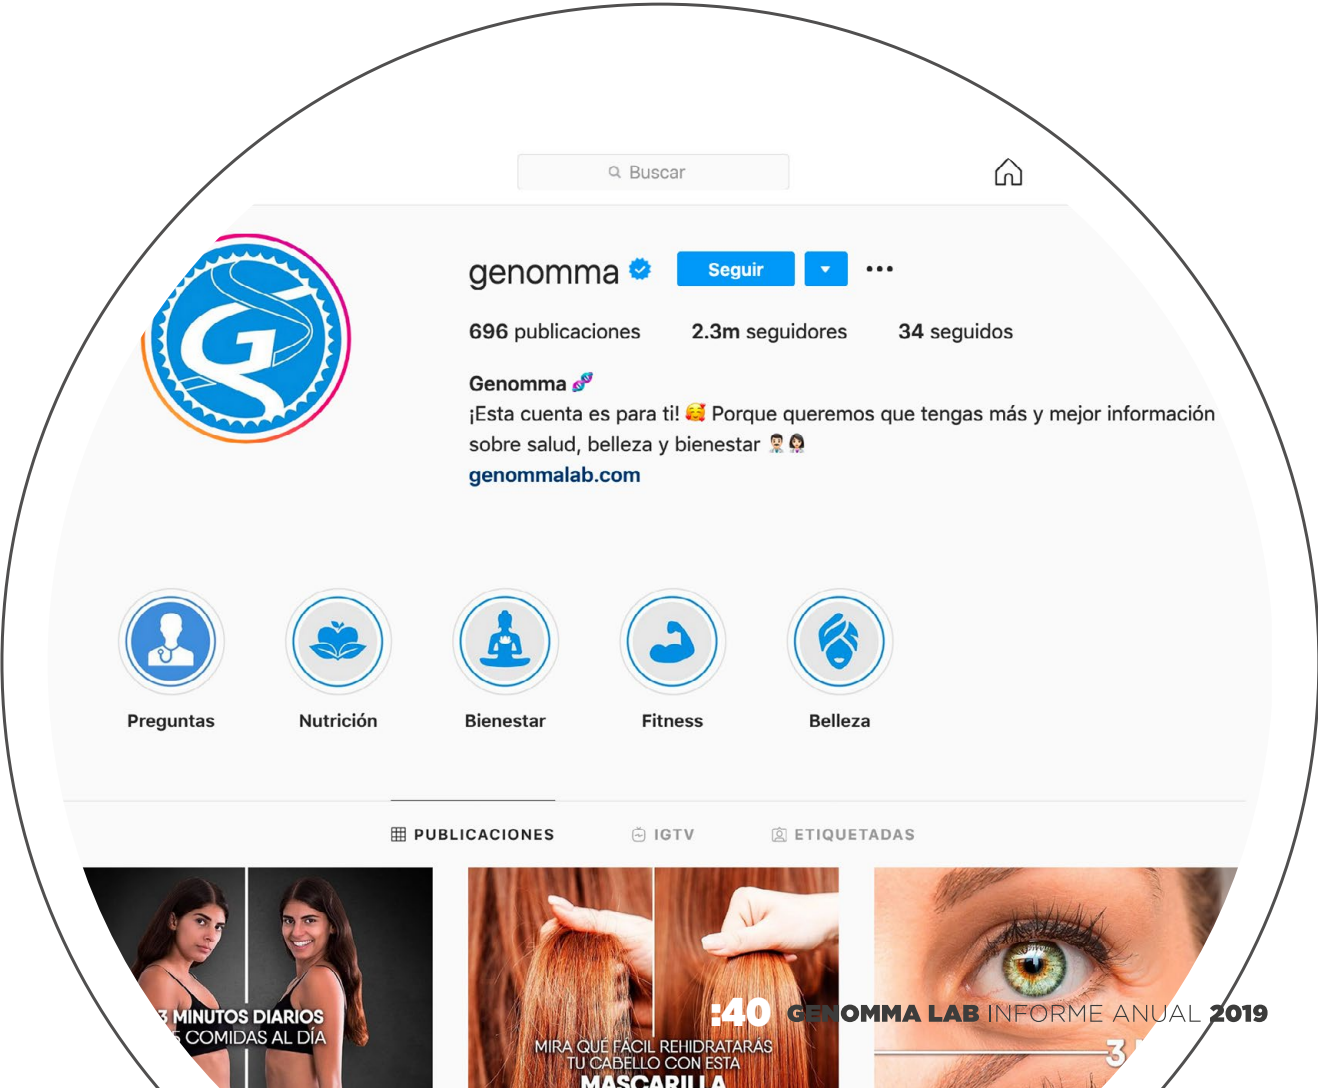 Buscar
genomma
Seguir
696 publicaciones 2.3m seguidores 34 seguidos
Genomma
¡Esta cuenta es para ti! Porque queremos que tengas más y mejor información
sobre salud, belleza y bienestar
genommalab.com
Preguntas Nutrición Bienestar Fitness Belleza
PUBLICACIONES IGTV ETIQUETADAS
3 MINUTOS DIARIOS
5 COMIDAS AL DÍA
MIRA QUÉ FÁCIL REHIDRATARÁS
TU CABELLO CON ESTA
MASCARILLA
3
:40 GENOMMA LAB INFORME ANUAL 2019